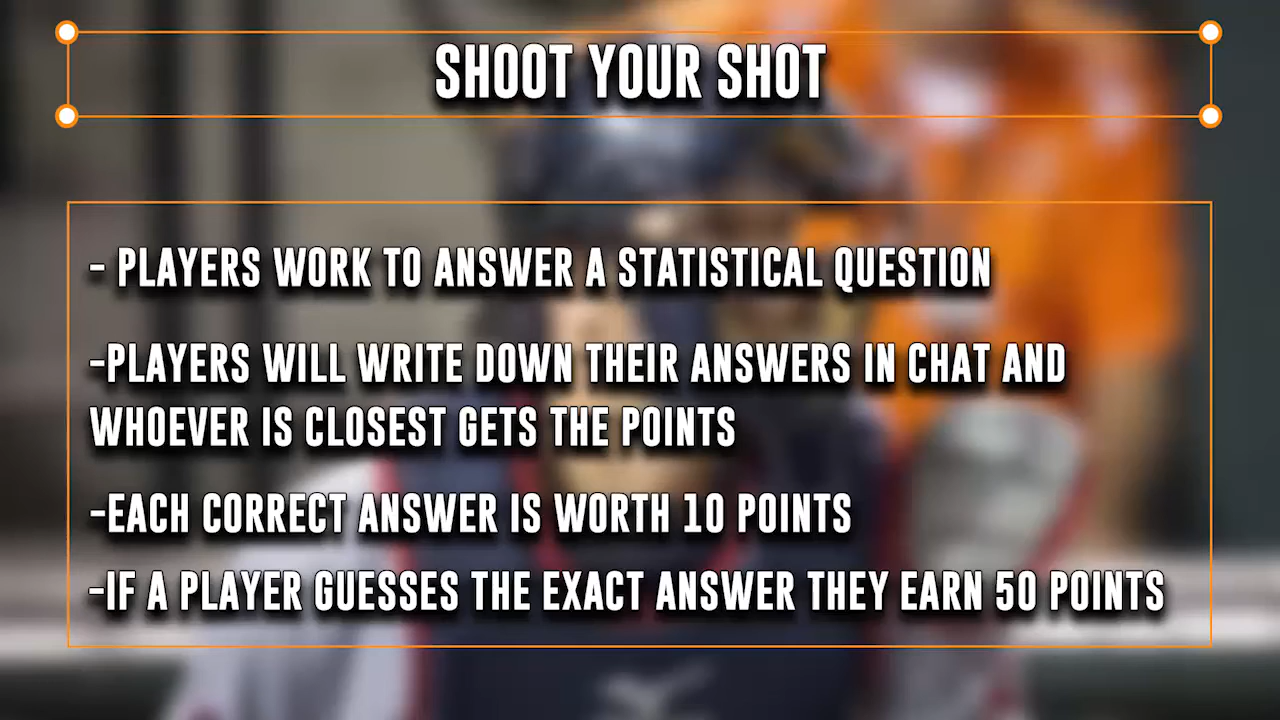 SHOOT YOUR SHOT
- PLAYERS WORK TO ANSWER A STATISTICAL QUESTION
-PLAYERS WILL WRITE DOWN THEIR ANSWERS IN CHAT AND
WHOEVER IS CLOSEST GETS THE POINTS
-EACH CORRECT ANSWER IS WORTH 10 POINTS
-IF A PLAYER GUESSES THE EXACT ANSWER THEY EARN 50 POINTS